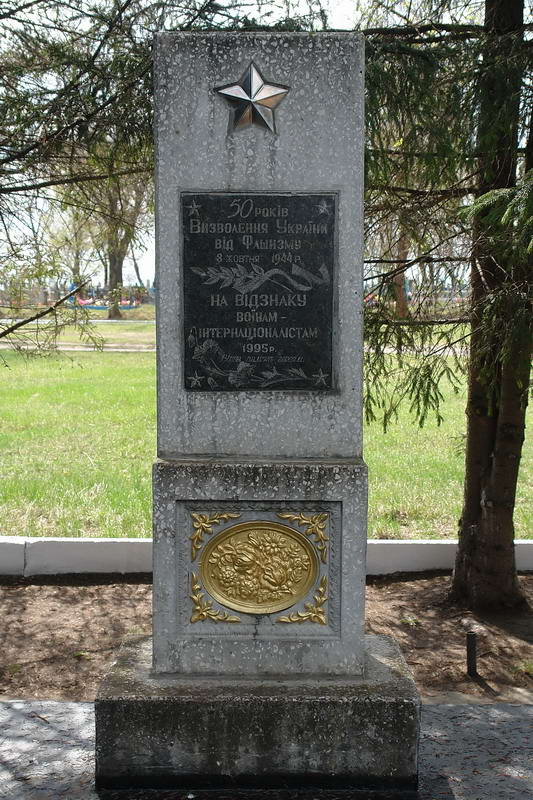 50 років
Визволення України
від Фашизму
8 жовтня 1944 р.
на відзнаку
воїнам-
інтернаціоналістам
1995 р.